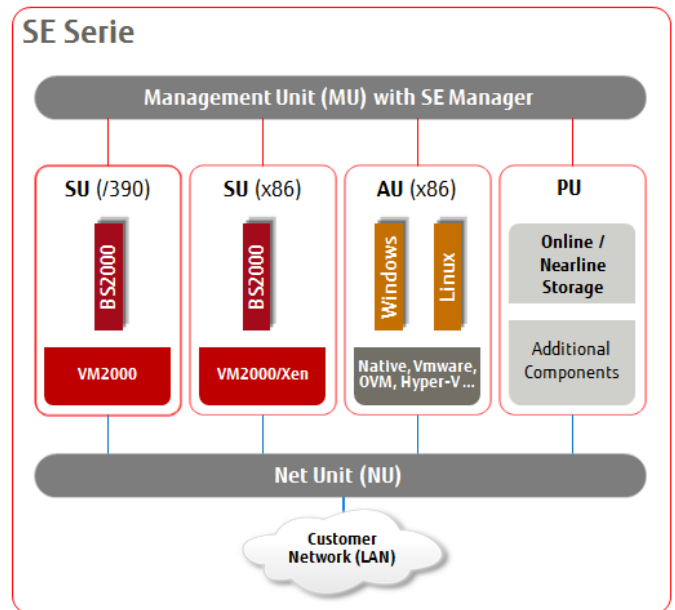 SE Serie
Management Unit (MU) with SE Manager
SU (/390)
BS2000
VM2000
SU (x86)
BS2000
VM2000/Xen
AU (x86)
Windows
Linux
Native, Vmware,
OVM, Hyper-V ...
PU
Online /
Nearline
Storage
Additional
Components
Net Unit (NU)
Customer
Network (LAN)